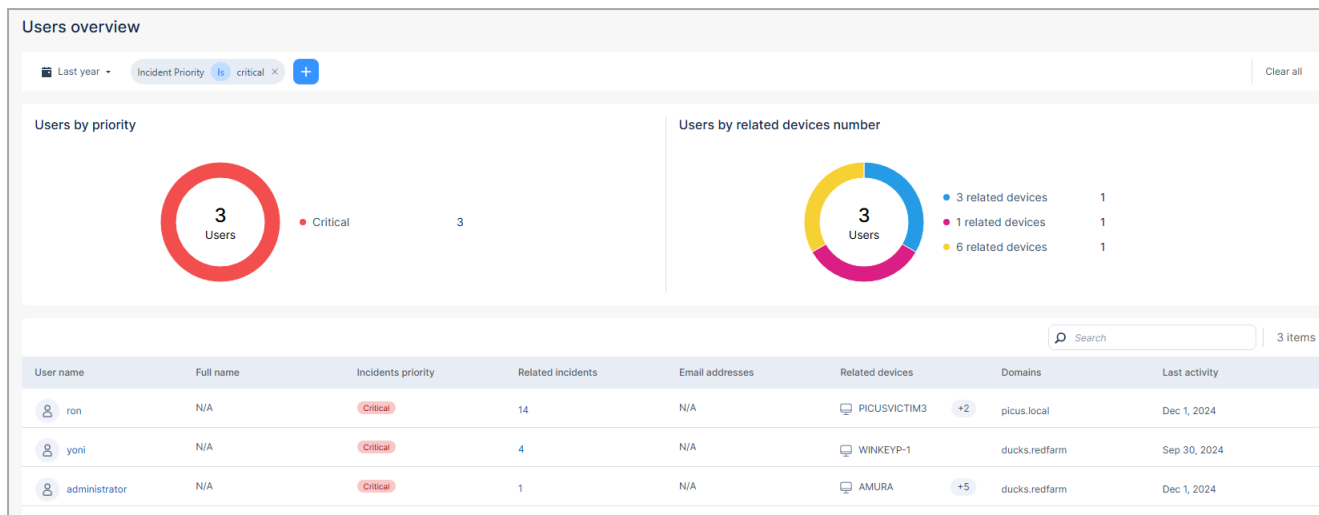 Users overview
Last year Incident Priority Is critical × + Clear all
Users by priority
3
Users
Critical 3
Users by related devices number
3
Users
3 related devices 1
1 related devices 1
6 related devices 1
Search 3 items
User name Full name Incidents priority Related incidents Email addresses Related devices Domains Last activity
ron N/A Critical 14 N/A PICUSVICTIM3 +2 picus.local Dec 1, 2024
yoni N/A Critical 4 N/A WINKEYP-1 ducks.redfarm Sep 30, 2024
administrator N/A Critical 1 N/A AMURA +5 ducks.redfarm Dec 1, 2024